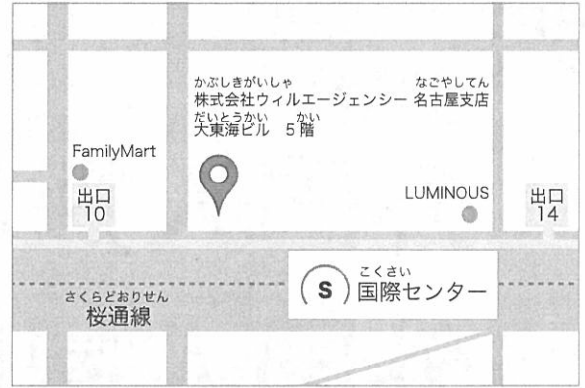 かぶしきがいしゃ なごやしてん
株式会社ウィルエージェンシー 名古屋支店
だいとうかい かい
大東海ビル 5階
FamilyMart
出口
10
LUMINOUS
出口
14
S
こくさい
国際センター
さくらどおりせん
桜通線